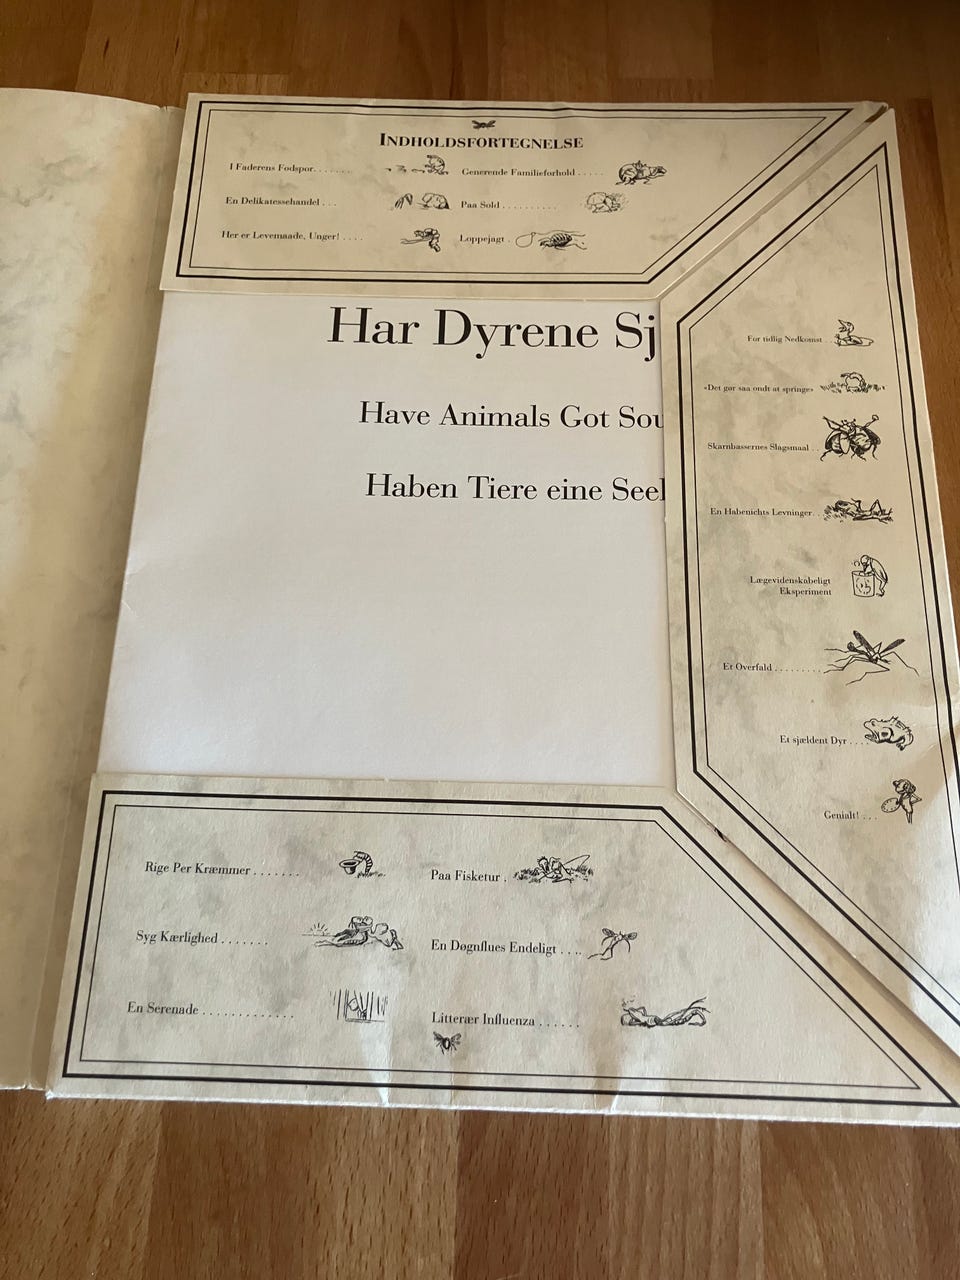 INDHOLDSFORTEGNELSE
I Faderens Fodspor. . . . . . .
Generende Familieforhold . . . . .
En Delikatessehandel . . .
Paa Sold . . . . . . . . . .
Her er Levemaade, Unger! . . . .
Loppejagt .
Har Dyrene Sj
Have Animals Got Sou
Haben Tiere eine Seel
For tidlig Nedkomst . .
»Det gør saa ondt at springe»
Skarnbassernes Slagsmaal . .
En Habenichts Levninger. .
Lægevidenskabeligt
Eksperiment
Et Overfald . . . . . . . . .
Et sjældent Dyr . . . .
Genialt! . . .
Rige Per Kræmmer . . . . . . .
Paa Fisketur .
Syg Kærlighed . . . . . . .
En Døgnflues Endeligt . . . .
En Serenade . . . . . . . . . . . . .
Litterær Influenza . . . . . .